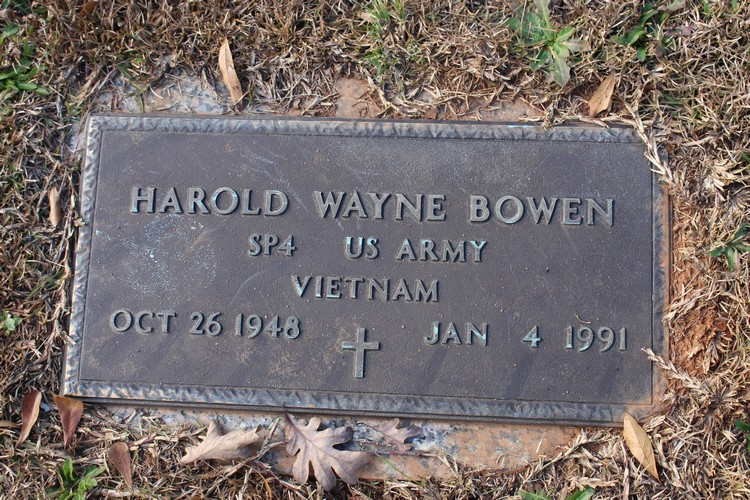 HAROLD WAYNE BOWEN
SP4 US ARMY
VIETNAM
OCT 26 1948 JAN 4 1991